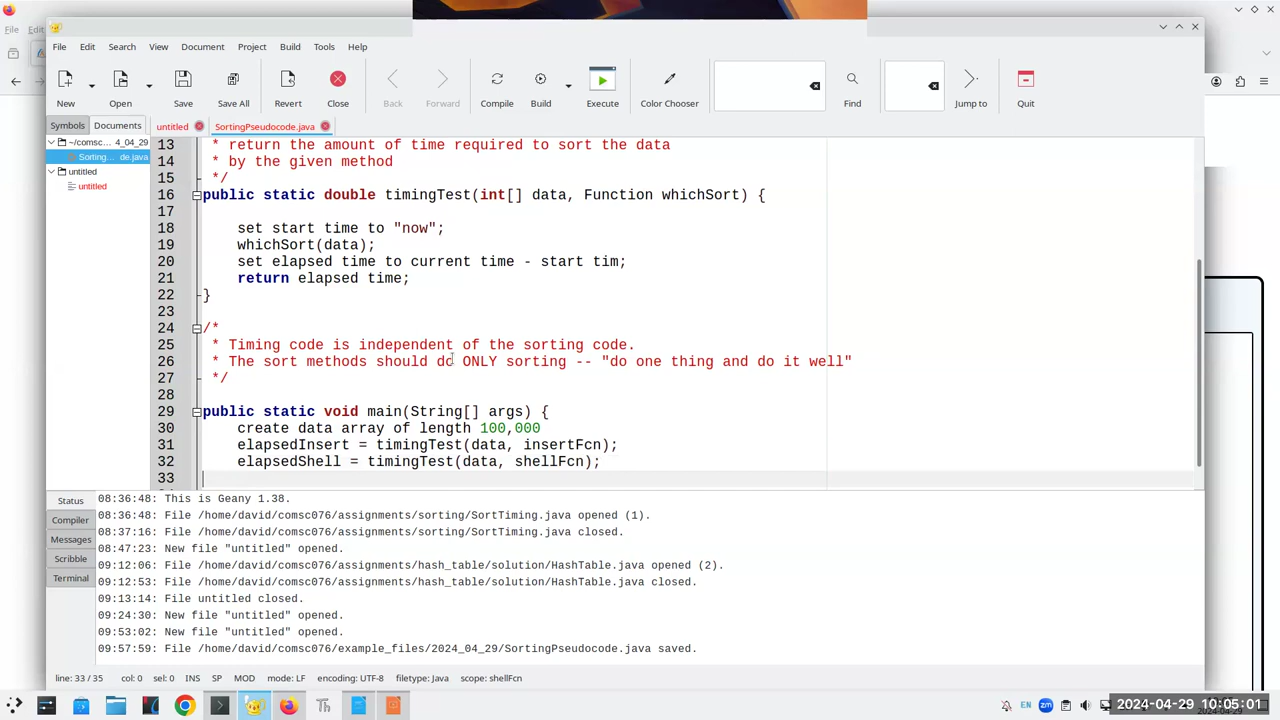 File Edit
File Edit Search View Document Project Build Tools Help
New Open Save Save All Revert Close Back Forward Compile Build Execute Color Chooser Find Jump to Quit
Symbols Documents untitled SortingPseudocode.java
~/comsc... 4_04_29
Sorting... de.java
untitled
untitled
13 * return the amount of time required to sort the data
14 * by the given method
15 */
16 public static double timingTest(int[] data, Function whichSort) {
17
18 set start time to "now";
19 whichSort(data);
20 set elapsed time to current time - start tim;
21 return elapsed time;
22 }
23
24 /*
25 * Timing code is independent of the sorting code.
26 * The sort methods should do ONLY sorting -- "do one thing and do it well"
27 */
28
29 public static void main(String[] args) {
30 create data array of length 100,000
31 elapsedInsert = timingTest(data, insertFcn);
32 elapsedShell = timingTest(data, shellFcn);
33
Status
Compiler
Messages
Scribble
Terminal
08:36:48: This is Geany 1.38.
08:36:48: File /home/david/comsc076/assignments/sorting/SortTiming.java opened (1).
08:37:16: File /home/david/comsc076/assignments/sorting/SortTiming.java closed.
08:47:23: New file "untitled" opened.
09:12:06: File /home/david/comsc076/assignments/hash_table/solution/HashTable.java opened (2).
09:12:53: File /home/david/comsc076/assignments/hash_table/solution/HashTable.java closed.
09:13:14: File untitled closed.
09:24:30: New file "untitled" opened.
09:53:02: New file "untitled" opened.
09:57:59: File /home/david/comsc076/example_files/2024_04_29/SortingPseudocode.java saved.
line: 33 / 35 col: 0 sel: 0 INS SP MOD mode: LF encoding: UTF-8 filetype: Java scope: shellFcn
Th EN zm 2024-04-29 10:05:01